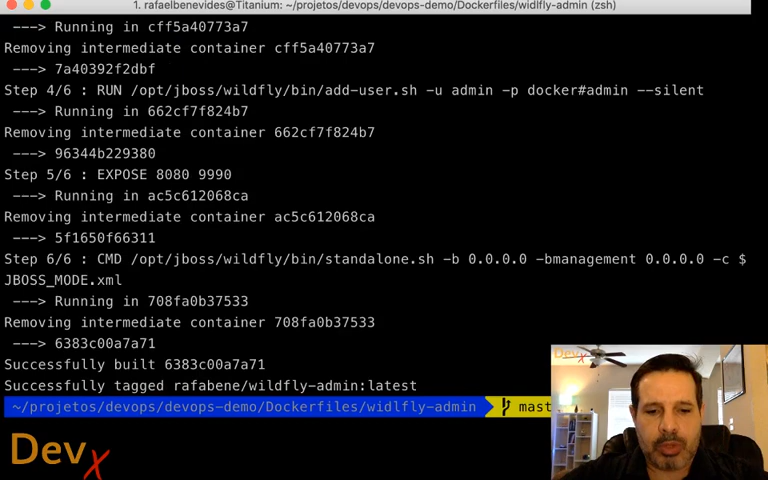 1. rafaelbenevides@Titanium: ~/projetos/devops/devops-demo/Dockerfiles/widlfly-admin (zsh)
---> Running in cff5a40773a7
Removing intermediate container cff5a40773a7
---> 7a40392f2dbf
Step 4/6 : RUN /opt/jboss/wildfly/bin/add-user.sh -u admin -p docker#admin --silent
---> Running in 662cf7f824b7
Removing intermediate container 662cf7f824b7
---> 96344b229380
Step 5/6 : EXPOSE 8080 9990
---> Running in ac5c612068ca
Removing intermediate container ac5c612068ca
---> 5f1650f66311
Step 6/6 : CMD /opt/jboss/wildfly/bin/standalone.sh -b 0.0.0.0 -bmanagement 0.0.0.0 -c $
JBOSS_MODE.xml
---> Running in 708fa0b37533
Removing intermediate container 708fa0b37533
---> 6383c00a7a71
Successfully built 6383c00a7a71
Successfully tagged rafabene/wildfly-admin:latest
~/projetos/devops/devops-demo/Dockerfiles/widlfly-admin mast
Dev x
Dev x